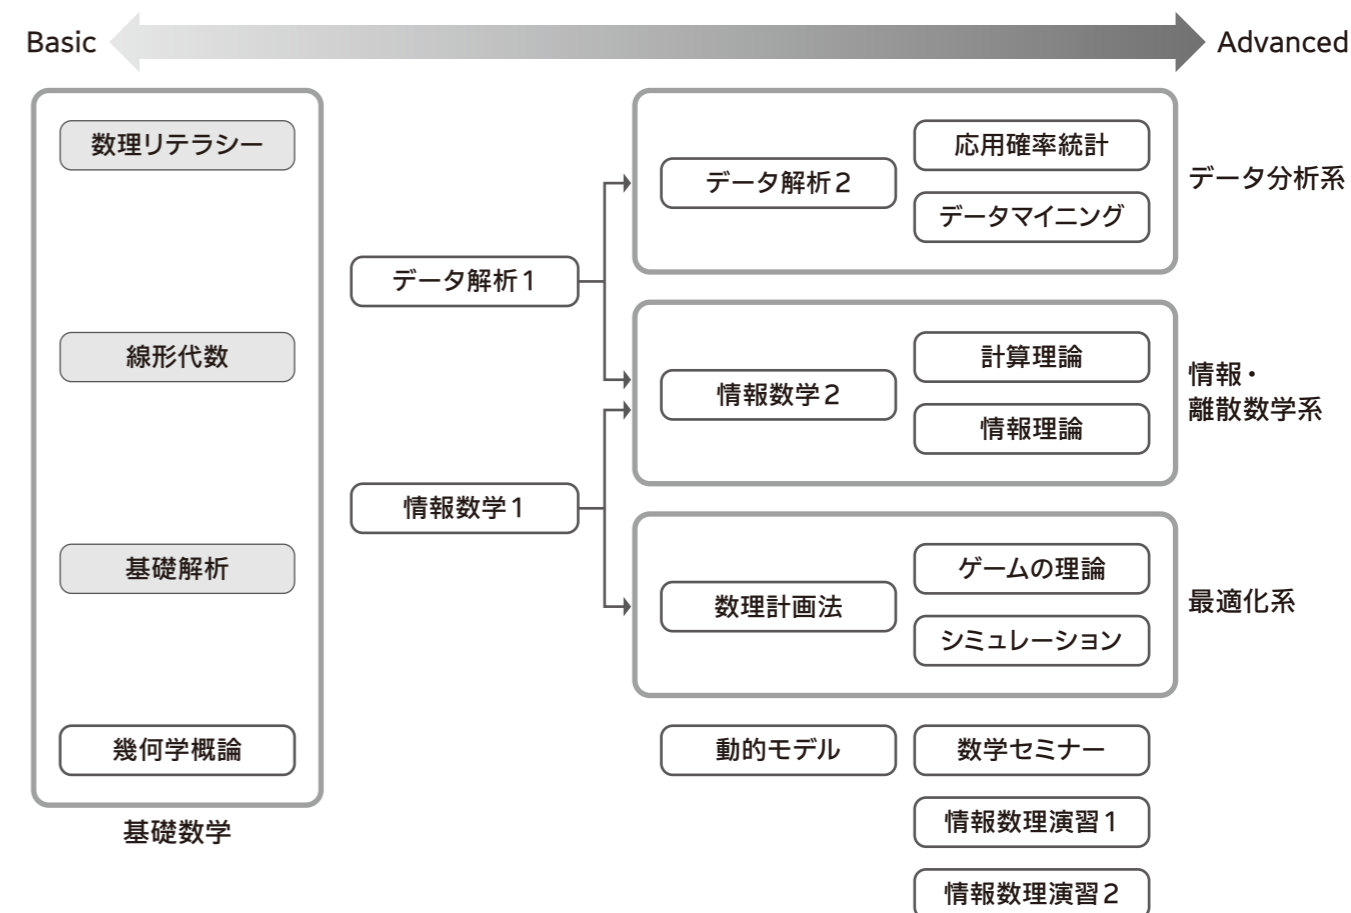 Basic
Advanced
数理リテラシー
線形代数
基礎解析
幾何学概論
基礎数学
データ解析1
情報数学1
データ解析2
応用確率統計
データマイニング
データ分析系
情報数学2
計算理論
情報理論
情報・
離散数学系
数理計画法
ゲームの理論
シミュレーション
最適化系
動的モデル
数学セミナー
情報数理演習1
情報数理演習2